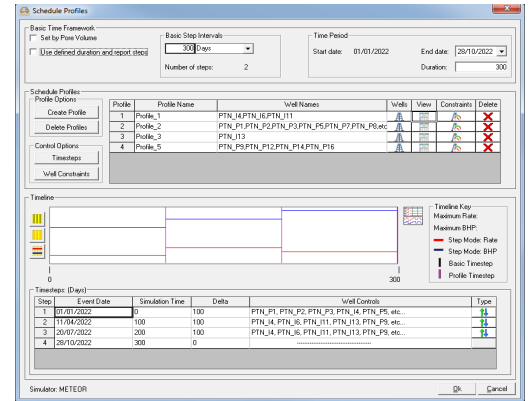 Schedule Profiles
Basic Time Framework
Set by Pore Volume
Use defined duration and report steps
Basic Step Intervals
300 Days
Number of steps: 2
Time Period
Start date: 01/01/2022
End date: 28/10/2022
Duration: 300
Schedule Profiles
Profile Options
Create Profile
Delete Profiles
Control Options
Timesteps
Well Constraints
Profile Profile Name Well Names Wells View Constraints Delete
1 Profile_1 PTN_I4,PTN_I6,PTN_I11
2 Profile_2 PTN_P1,PTN_P2,PTN_P3,PTN_P5,PTN_P7,PTN_P8,etc
3 Profile_3 PTN_I13
4 Profile_5 PTN_P9,PTN_P12,PTN_P14,PTN_P16
Timeline
0
300
Timeline Key
Maximum Rate:
Maximum BHP:
Step Mode: Rate
Step Mode: BHP
Basic Timestep
Profile Timestep
Timesteps: (Days)
Step Event Date Simulation Time Delta Well Controls Type
1 01/01/2022 0 100 PTN_P1, PTN_P2, PTN_P3, PTN_I4, PTN_P5, etc...
2 11/04/2022 100 100 PTN_I4, PTN_I6, PTN_I11, PTN_I13, PTN_P9, etc...
3 20/07/2022 200 100 PTN_I4, PTN_I6, PTN_I11, PTN_I13, PTN_P9, etc...
4 28/10/2022 300 0
Simulator: METEOR
Ok
Cancel